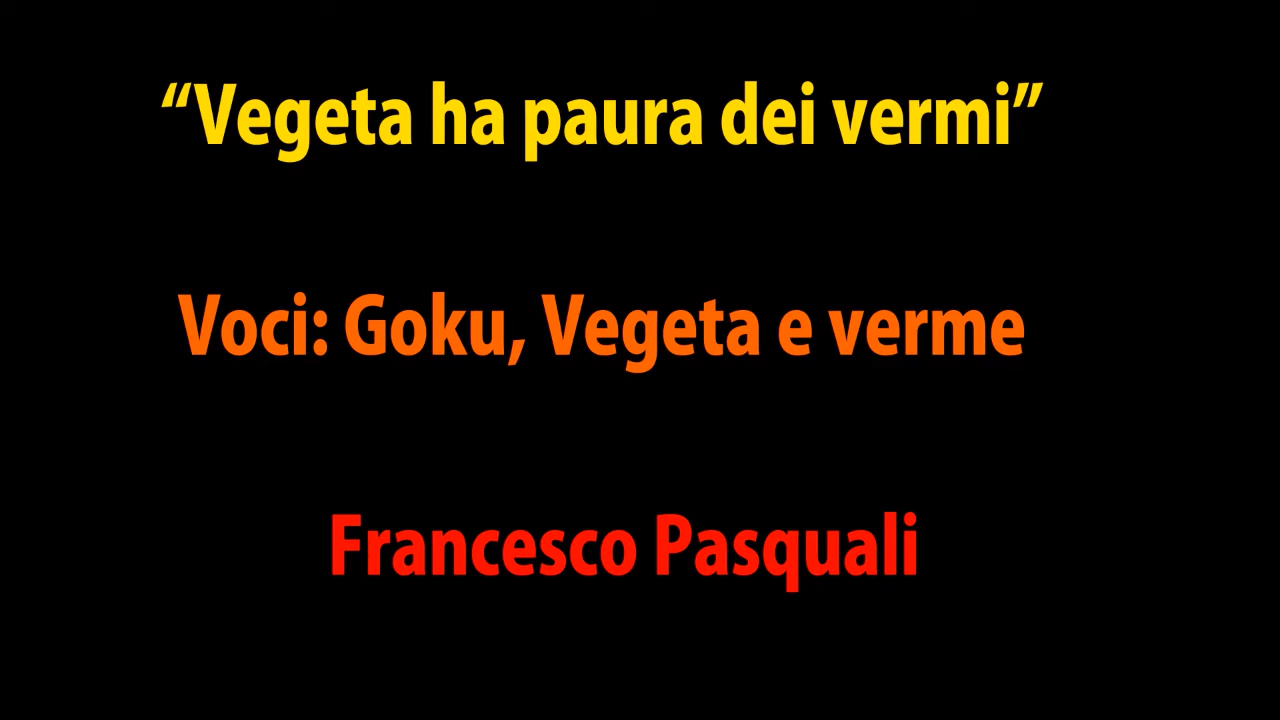 “Vegeta ha paura dei vermi”
Voci: Goku, Vegeta e verme
Francesco Pasquali